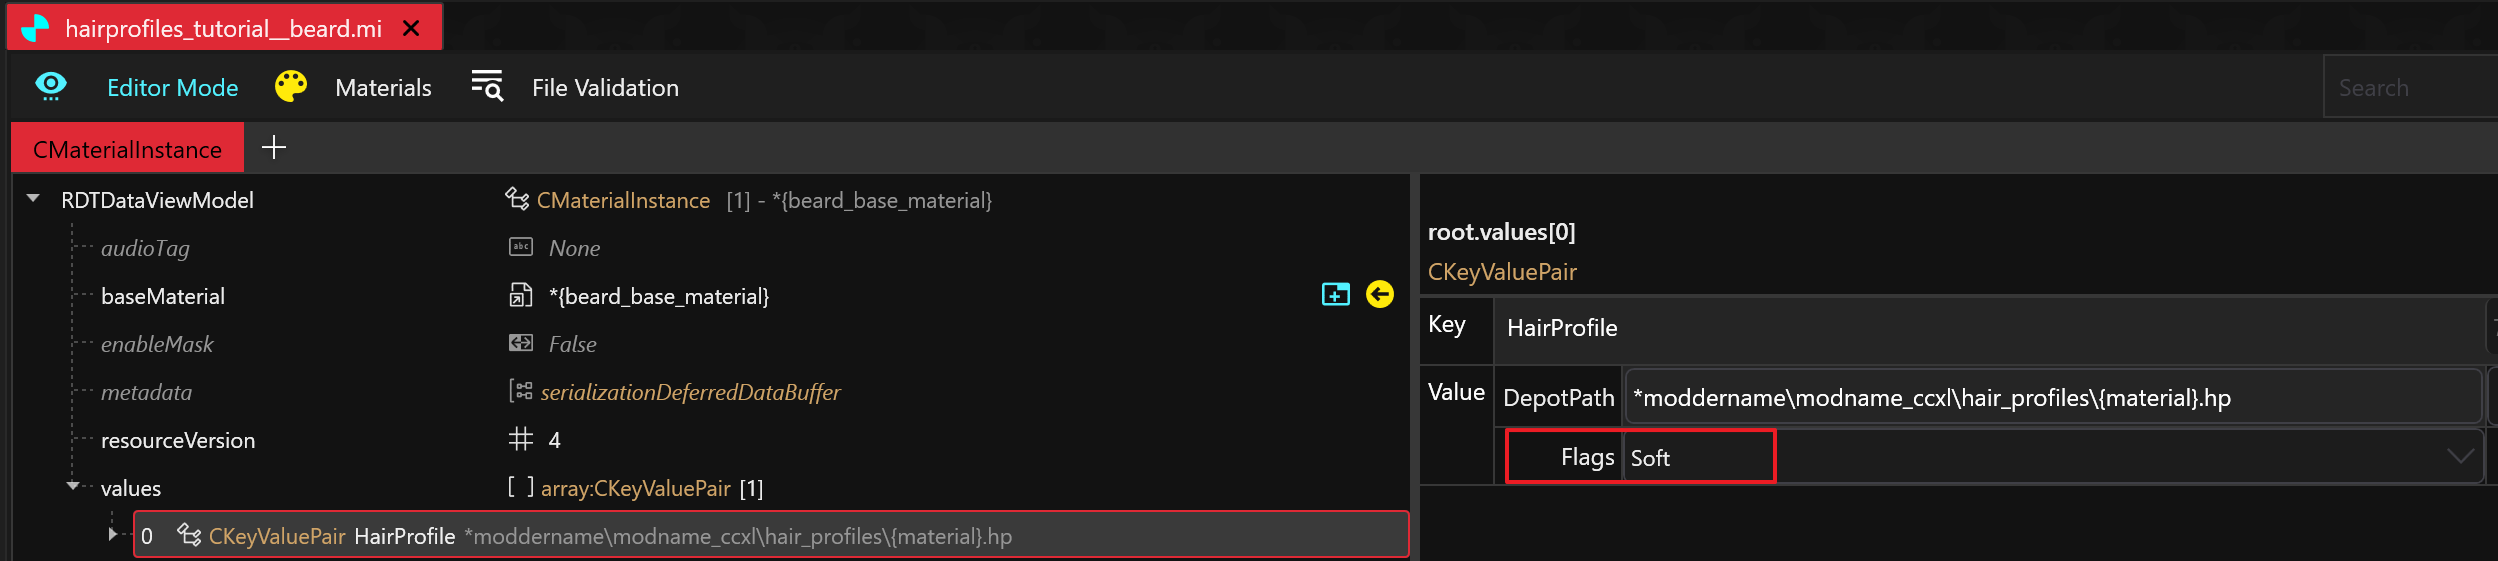 hairprofiles_tutorial__beard.mi
Editor Mode Materials File Validation Search
CMaterialInstance
RDTDataViewModel CMaterialInstance [1] - *{beard_base_material}
audioTag abc None
baseMaterial *{beard_base_material}
enableMask False
metadata serializationDeferredDataBuffer
resourceVersion 4
values [ ] array:CKeyValuePair [1]
0 CKeyValuePair HairProfile *moddername\modname_ccxl\hair_profiles\{material}.hp
root.values[0]
CKeyValuePair
Key HairProfile
Value DepotPath *moddername\modname_ccxl\hair_profiles\{material}.hp
Flags Soft